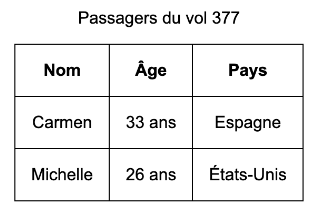 Passagers du vol 377
Nom Âge Pays
Carmen 33 ans Espagne
Michelle 26 ans États-Unis